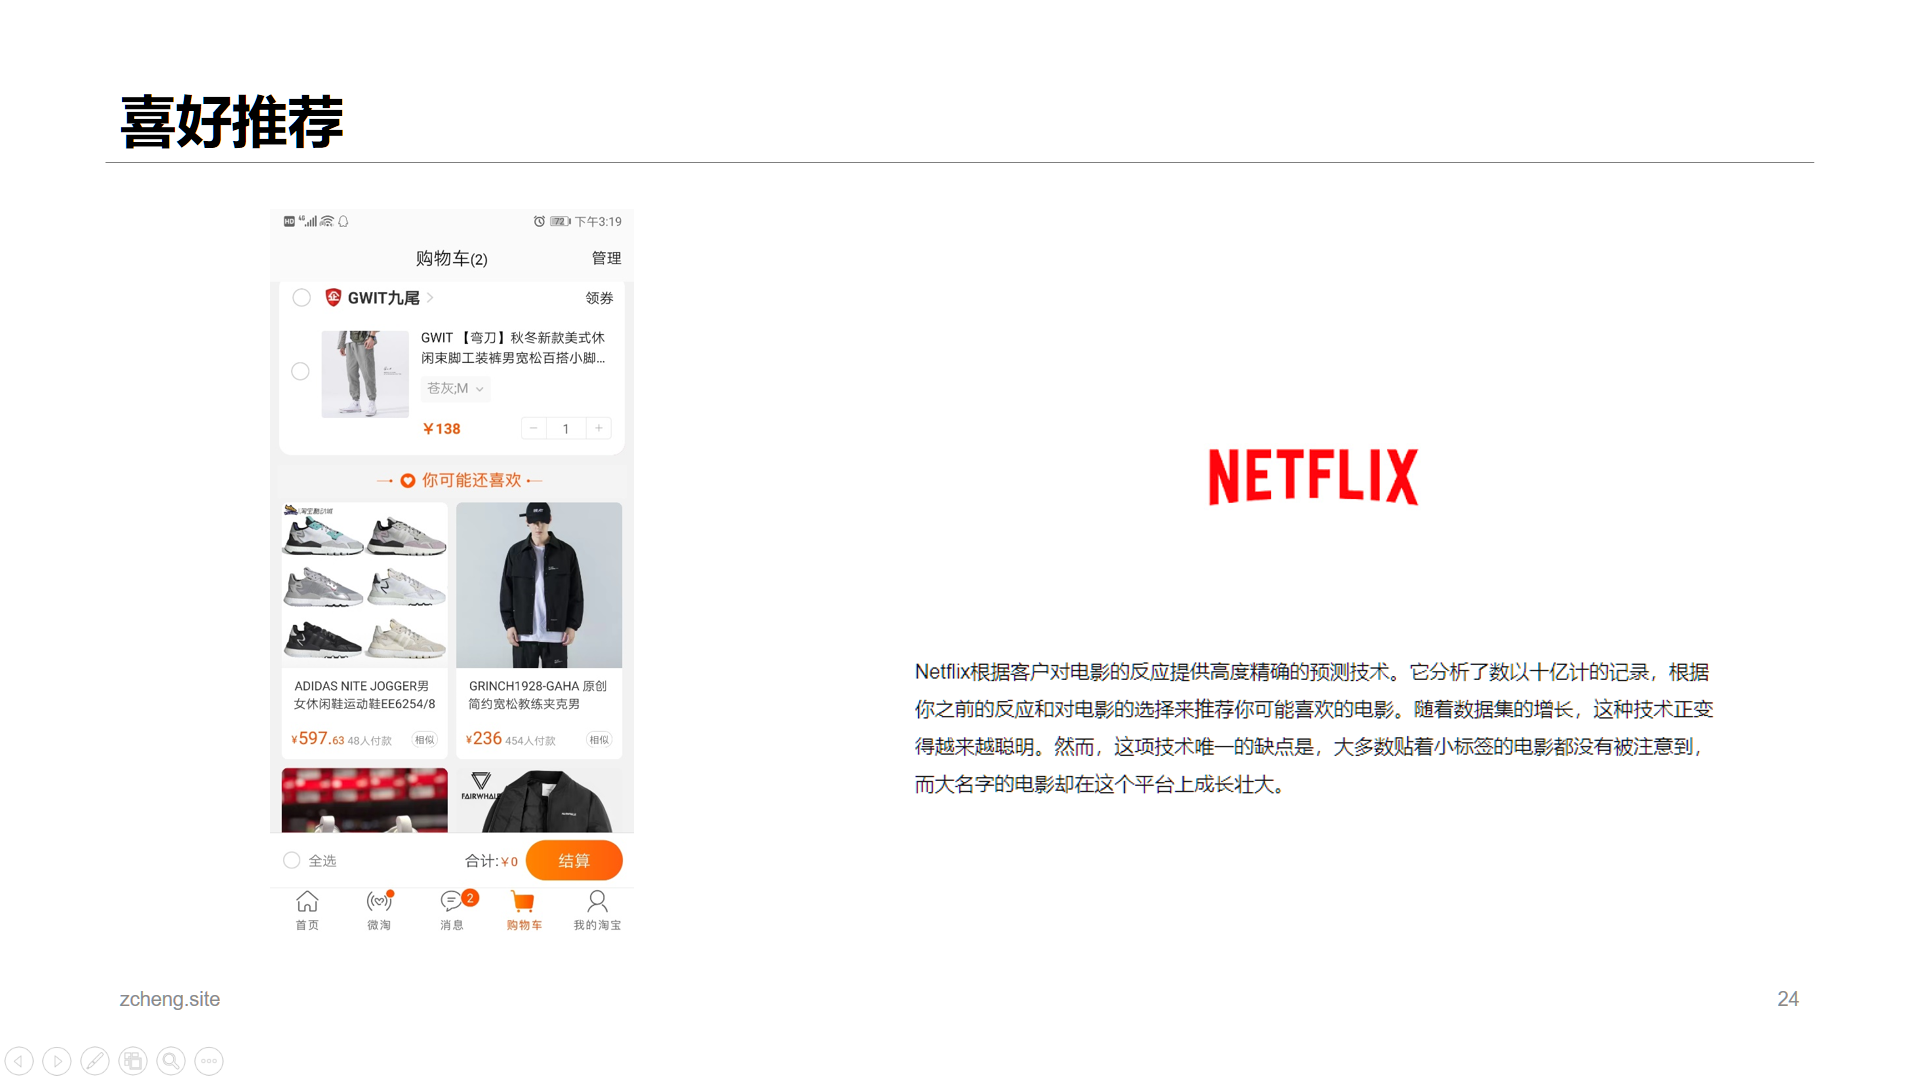 喜好推荐
HD 4G 72 下午3:19
购物车(2) 管理
GWIT九尾 领券
GWIT 【弯刀】秋冬新款美式休
闲束脚工装裤男宽松百搭小脚...
苍灰;M
￥138 1
你可能还喜欢
ADIDAS NITE JOGGER男
女休闲鞋运动鞋EE6254/8
¥597.63 48人付款 相似
GRINCH1928-GAHA 原创
简约宽松教练夹克男
¥236 454人付款 相似
FAIRWHALE
全选 合计:￥0 结算
2
首页 微淘 消息 购物车 我的淘宝
NETFLIX
Netflix根据客户对电影的反应提供高度精确的预测技术。它分析了数以十亿计的记录，根据
你之前的反应和对电影的选择来推荐你可能喜欢的电影。随着数据集的增长，这种技术正变
得越来越聪明。然而，这项技术唯一的缺点是，大多数贴着小标签的电影都没有被注意到，
而大名字的电影却在这个平台上成长壮大。
zcheng.site
24